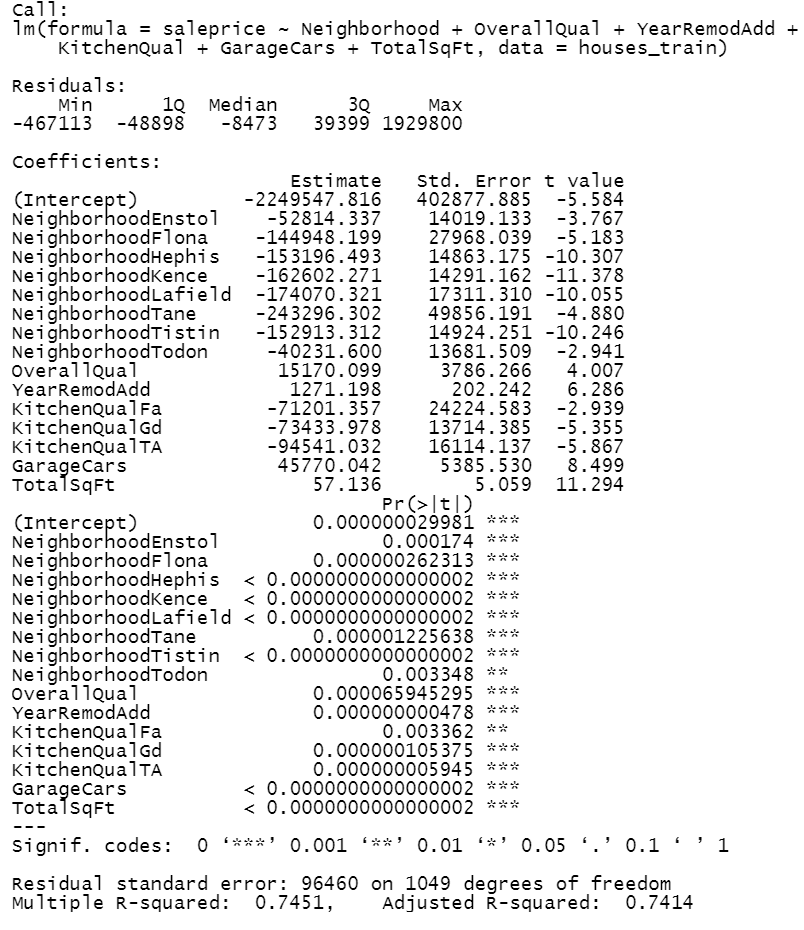 Call:
lm(formula = saleprice ~ Neighborhood + OverallQual + YearRemodAdd +
    KitchenQual + GarageCars + TotalSqFt, data = houses_train)

Residuals:
    Min      1Q  Median      3Q     Max
-467113  -48898   -8473   39399 1929800

Coefficients:
                        Estimate   Std. Error t value
(Intercept)         -2249547.816   402877.885  -5.584
NeighborhoodEnstol    -52814.337    14019.133  -3.767
NeighborhoodFlona    -144948.199    27968.039  -5.183
NeighborhoodHephis   -153196.493    14863.175 -10.307
NeighborhoodKence    -162602.271    14291.162 -11.378
NeighborhoodLafield  -174070.321    17311.310 -10.055
NeighborhoodTane     -243296.302    49856.191  -4.880
NeighborhoodTistin   -152913.312    14924.251 -10.246
NeighborhoodTodon     -40231.600    13681.509  -2.941
OverallQual            15170.099     3786.266   4.007
YearRemodAdd            1271.198      202.242   6.286
KitchenQualFa         -71201.357    24224.583  -2.939
KitchenQualGd         -73433.978    13714.385  -5.355
KitchenQualTA         -94541.032    16114.137  -5.867
GarageCars             45770.042     5385.530   8.499
TotalSqFt                 57.136        5.059  11.294
                                Pr(>|t|)
(Intercept)               0.000000029981 ***
NeighborhoodEnstol              0.000174 ***
NeighborhoodFlona         0.000000262313 ***
NeighborhoodHephis  < 0.0000000000000002 ***
NeighborhoodKence   < 0.0000000000000002 ***
NeighborhoodLafield < 0.0000000000000002 ***
NeighborhoodTane          0.000001225638 ***
NeighborhoodTistin  < 0.0000000000000002 ***
NeighborhoodTodon               0.003348 **
OverallQual               0.000065945295 ***
YearRemodAdd              0.000000000478 ***
KitchenQualFa                   0.003362 **
KitchenQualGd             0.000000105375 ***
KitchenQualTA             0.000000005945 ***
GarageCars          < 0.0000000000000002 ***
TotalSqFt           < 0.0000000000000002 ***
---
Signif. codes:  0 ‘***’ 0.001 ‘**’ 0.01 ‘*’ 0.05 ‘.’ 0.1 ‘ ’ 1

Residual standard error: 96460 on 1049 degrees of freedom
Multiple R-squared:  0.7451,    Adjusted R-squared:  0.7414